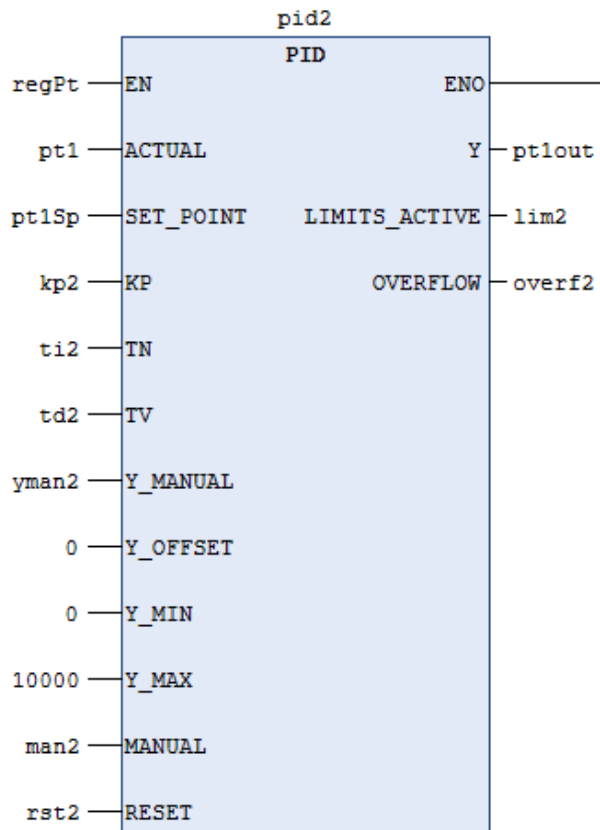 pid2
PID
regPt EN ENO
pt1 ACTUAL Y pt1out
pt1Sp SET_POINT LIMITS_ACTIVE lim2
kp2 KP OVERFLOW overf2
ti2 TN
td2 TV
yman2 Y_MANUAL
0 Y_OFFSET
0 Y_MIN
10000 Y_MAX
man2 MANUAL
rst2 RESET